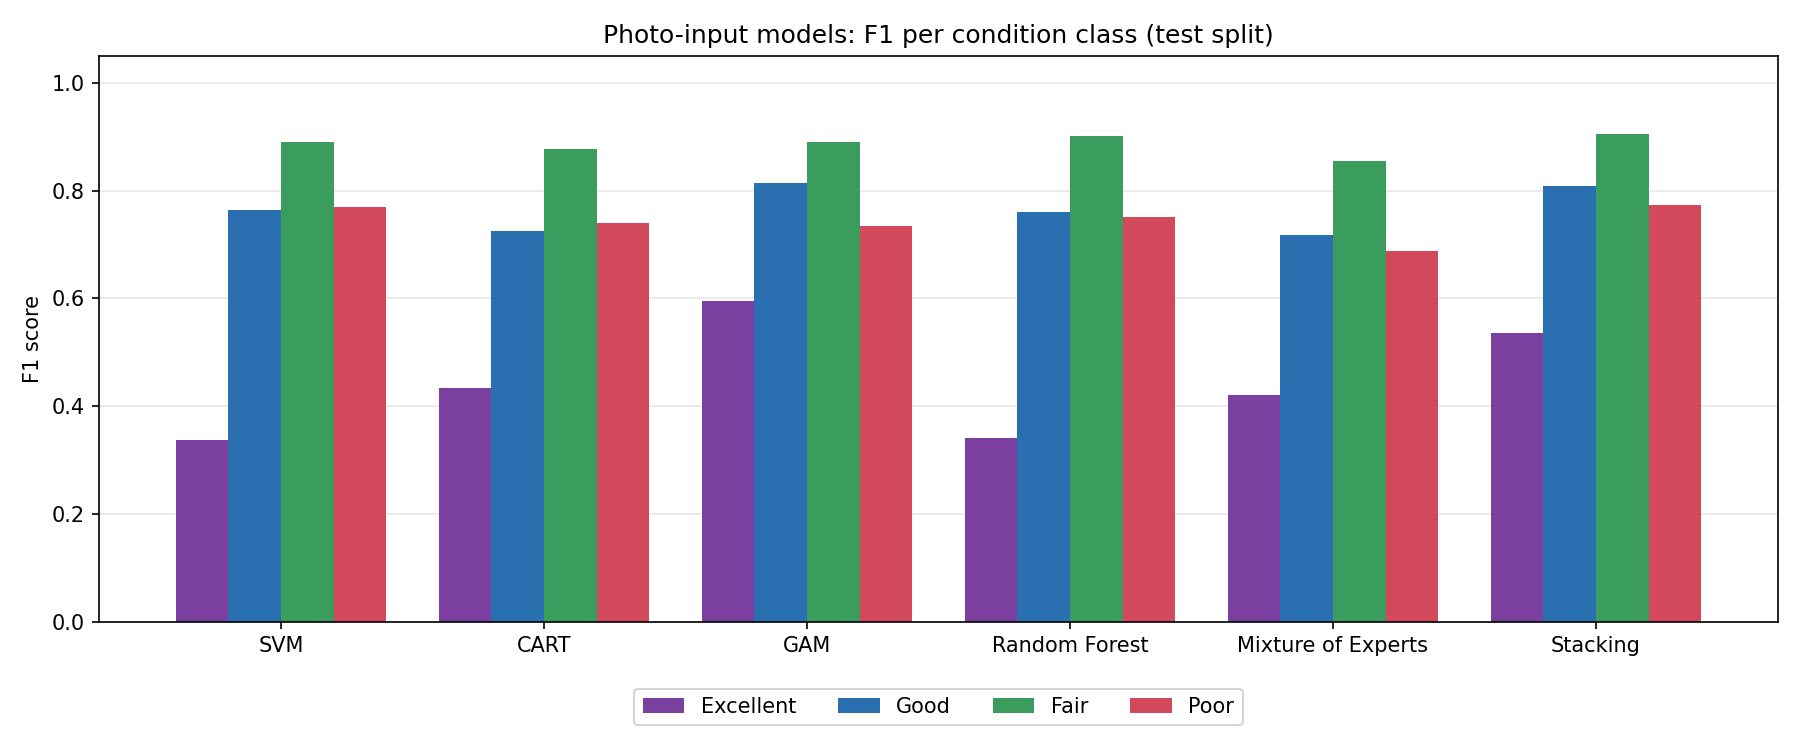 Photo-input models: F1 per condition class (test split)
F1 score
1.0
0.8
0.6
0.4
0.2
0.0
SVM CART GAM Random Forest Mixture of Experts Stacking
Excellent Good Fair Poor